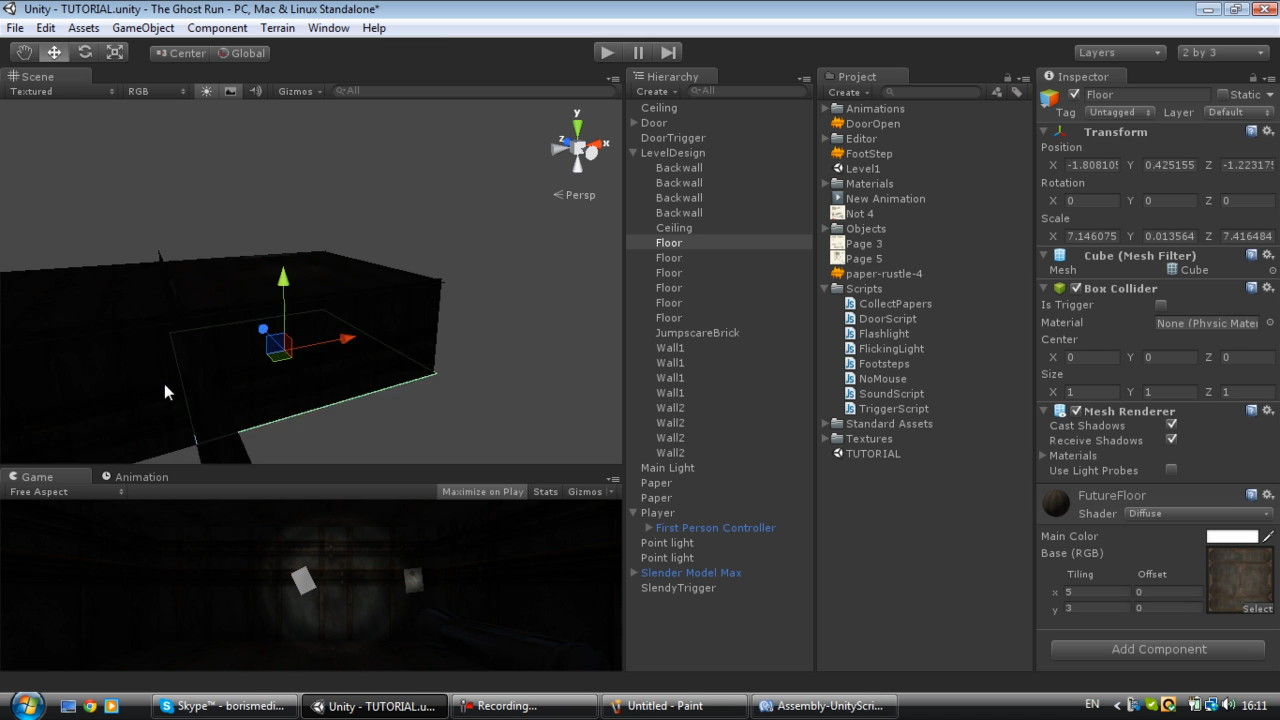 Unity - TUTORIAL.unity - The Ghost Run - PC, Mac & Linux Standalone*
File Edit Assets GameObject Component Terrain Window Help
Center Global Layers 2 by 3
Scene
Textured RGB Gizmos All
y
z x
Persp
Game Animation
Free Aspect Maximize on Play Stats Gizmos
Hierarchy
Create All
Ceiling
Door
DoorTrigger
LevelDesign
Backwall
Backwall
Backwall
Backwall
Ceiling
Floor
Floor
Floor
Floor
Floor
Floor
JumpscareBrick
Wall1
Wall1
Wall1
Wall1
Wall2
Wall2
Wall2
Wall2
Main Light
Paper
Paper
Player
First Person Controller
Point light
Point light
Slender Model Max
SlendyTrigger
Project
Create
Animations
DoorOpen
Editor
FootStep
Level1
Materials
New Animation
Not 4
Objects
Page 3
Page 5
paper-rustle-4
Scripts
CollectPapers
DoorScript
Flashlight
FlickingLight
Footsteps
NoMouse
SoundScript
TriggerScript
Standard Assets
Textures
TUTORIAL
Inspector
Floor Static
Tag Untagged Layer Default
Transform
Position
X -1.808105 Y 0.425155 Z -1.223175
Rotation
X 0 Y 0 Z 0
Scale
X 7.146075 Y 0.013564 Z 7.416484
Cube (Mesh Filter)
Mesh Cube
Box Collider
Is Trigger
Material None (Physic Mater
Center
X 0 Y 0 Z 0
Size
X 1 Y 1 Z 1
Mesh Renderer
Cast Shadows
Receive Shadows
Materials
Use Light Probes
FutureFloor
Shader Diffuse
Main Color
Base (RGB)
Tiling Offset
x 5 0
y 3 0
Select
Add Component
Skype™ - borismedi... Unity - TUTORIAL.u... Recording... Untitled - Paint Assembly-UnityScri... EN 16:11